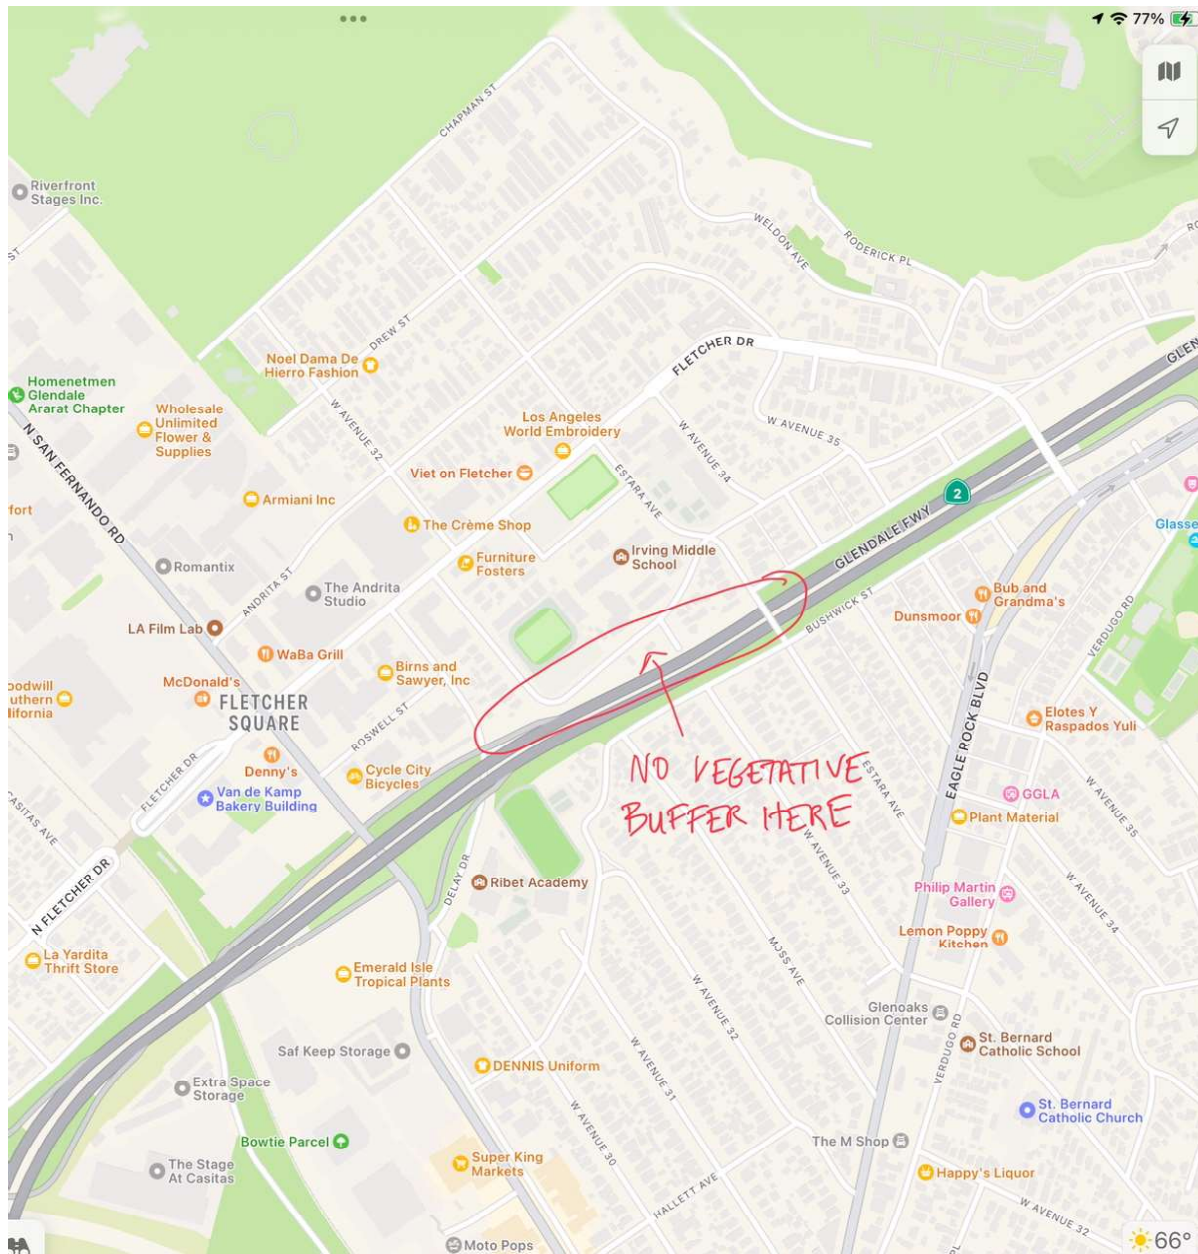 77%
CHAPMAN ST
Riverfront
Stages Inc.
ST
WELDON AVE
RODERICK PL
RO
DREW ST
Noel Dama De
Hierro Fashion
FLETCHER DR
GLEN
Homenetmen
Glendale
Ararat Chapter
Wholesale
Unlimited
Flower &
Supplies
W AVENUE 32
Los Angeles
World Embroidery
W AVENUE 35
W AVENUE 34
N SAN FERNANDO RD
Viet on Fletcher
ESTARA AVE
Armiani Inc
2
fort
The Crème Shop
GLENDALE FWY
Glasse
Irving Middle
School
Furniture
Fosters
Romantix
ANDRITA ST
The Andrita
Studio
Bub and
Grandma's
Dunsmoor
BUSHWICK ST
VERDUGO RD
LA Film Lab
WaBa Grill
Birns and
Sawyer, Inc
McDonald's
oodwill
uthern
lifornia
FLETCHER
SQUARE
EAGLE ROCK BLVD
Elotes Y
Raspados Yuli
ROSWELL ST
Denny's
FLETCHER DR
Cycle City
Bicycles
NO VEGETATIVE
BUFFER HERE
ESTARA AVE
Van de Kamp
Bakery Building
GGLA
W AVENUE 35
Plant Material
CASITAS AVE
DELAY DR
Ribet Academy
W AVENUE 33
Philip Martin
Gallery
W AVENUE 34
N FLETCHER DR
Lemon Poppy
Kitchen
La Yardita
Thrift Store
MOSS AVE
Emerald Isle
Tropical Plants
W AVENUE 32
Glenoaks
Collision Center
VERDUGO RD
St. Bernard
Catholic School
Saf Keep Storage
DENNIS Uniform
W AVENUE 31
Extra Space
Storage
St. Bernard
Catholic Church
W AVENUE 30
Bowtie Parcel
The M Shop
The Stage
At Casitas
Super King
Markets
Happy's Liquor
HALLETT AVE
W AVENUE 32
Moto Pops
66°